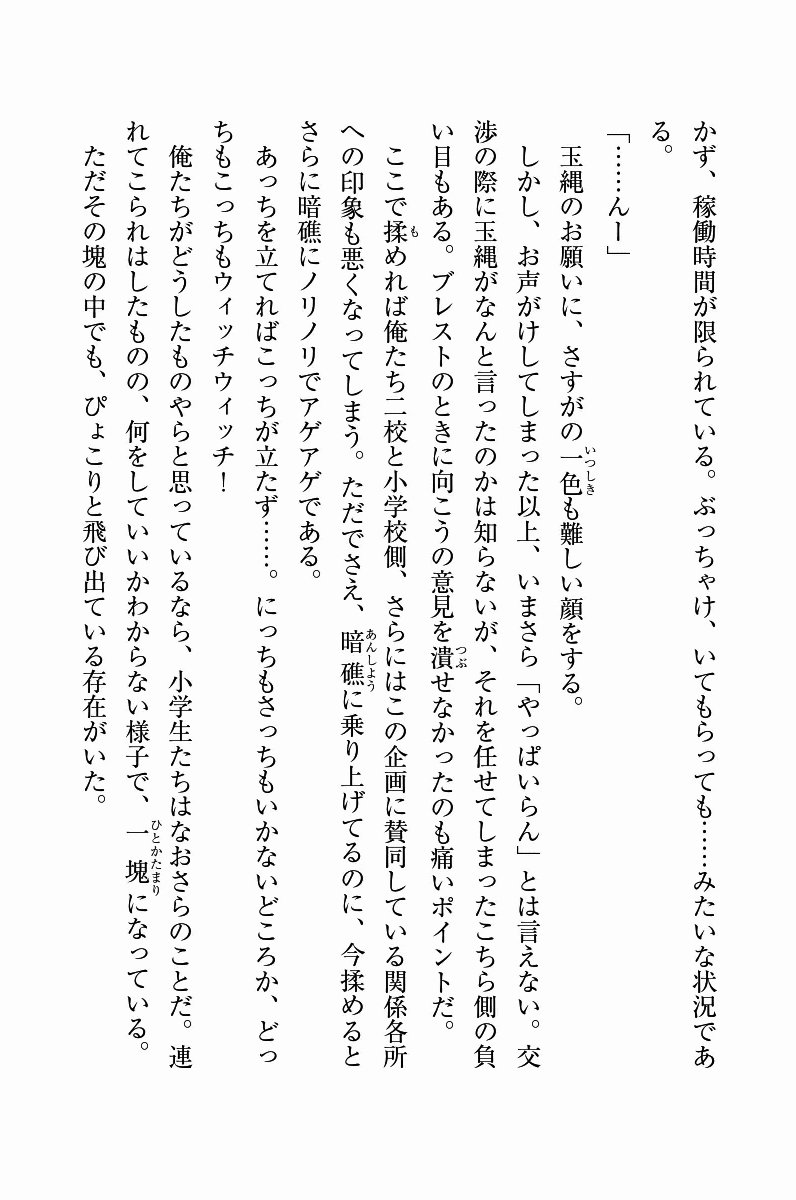 かず、稼働時間が限られている。ぶっちゃけ、いてもらっても……みたいな状況であ
る。
「……んー」
玉縄のお願いに、さすがの一色も難しい顔をする。
しかし、お声がけしてしまった以上、いまさら「やっぱいらん」とは言えない。交
渉の際に玉縄がなんと言ったのかは知らないが、それを任せてしまったこちら側の負
い目もある。ブレストのときに向こうの意見を潰せなかったのも痛いポイントだ。
ここで揉めれば俺たち二校と小学校側、さらにはこの企画に賛同している関係各所
への印象も悪くなってしまう。ただでさえ、暗礁に乗り上げてるのに、今揉めると
さらに暗礁にノリノリでアゲアゲである。
あっちを立てればこっちが立たず……。にっちもさっちもいかないどころか、どっ
ちもこっちもウィッチウィッチ！
俺たちがどうしたものやらと思っているなら、小学生たちはなおさらのことだ。連
れてこられはしたものの、何をしていいかわからない様子で、一塊になっている。
ただその塊の中でも、ぴょこりと飛び出ている存在がいた。
いつしき
つぶ
も
あんしよう
ひとかたまり